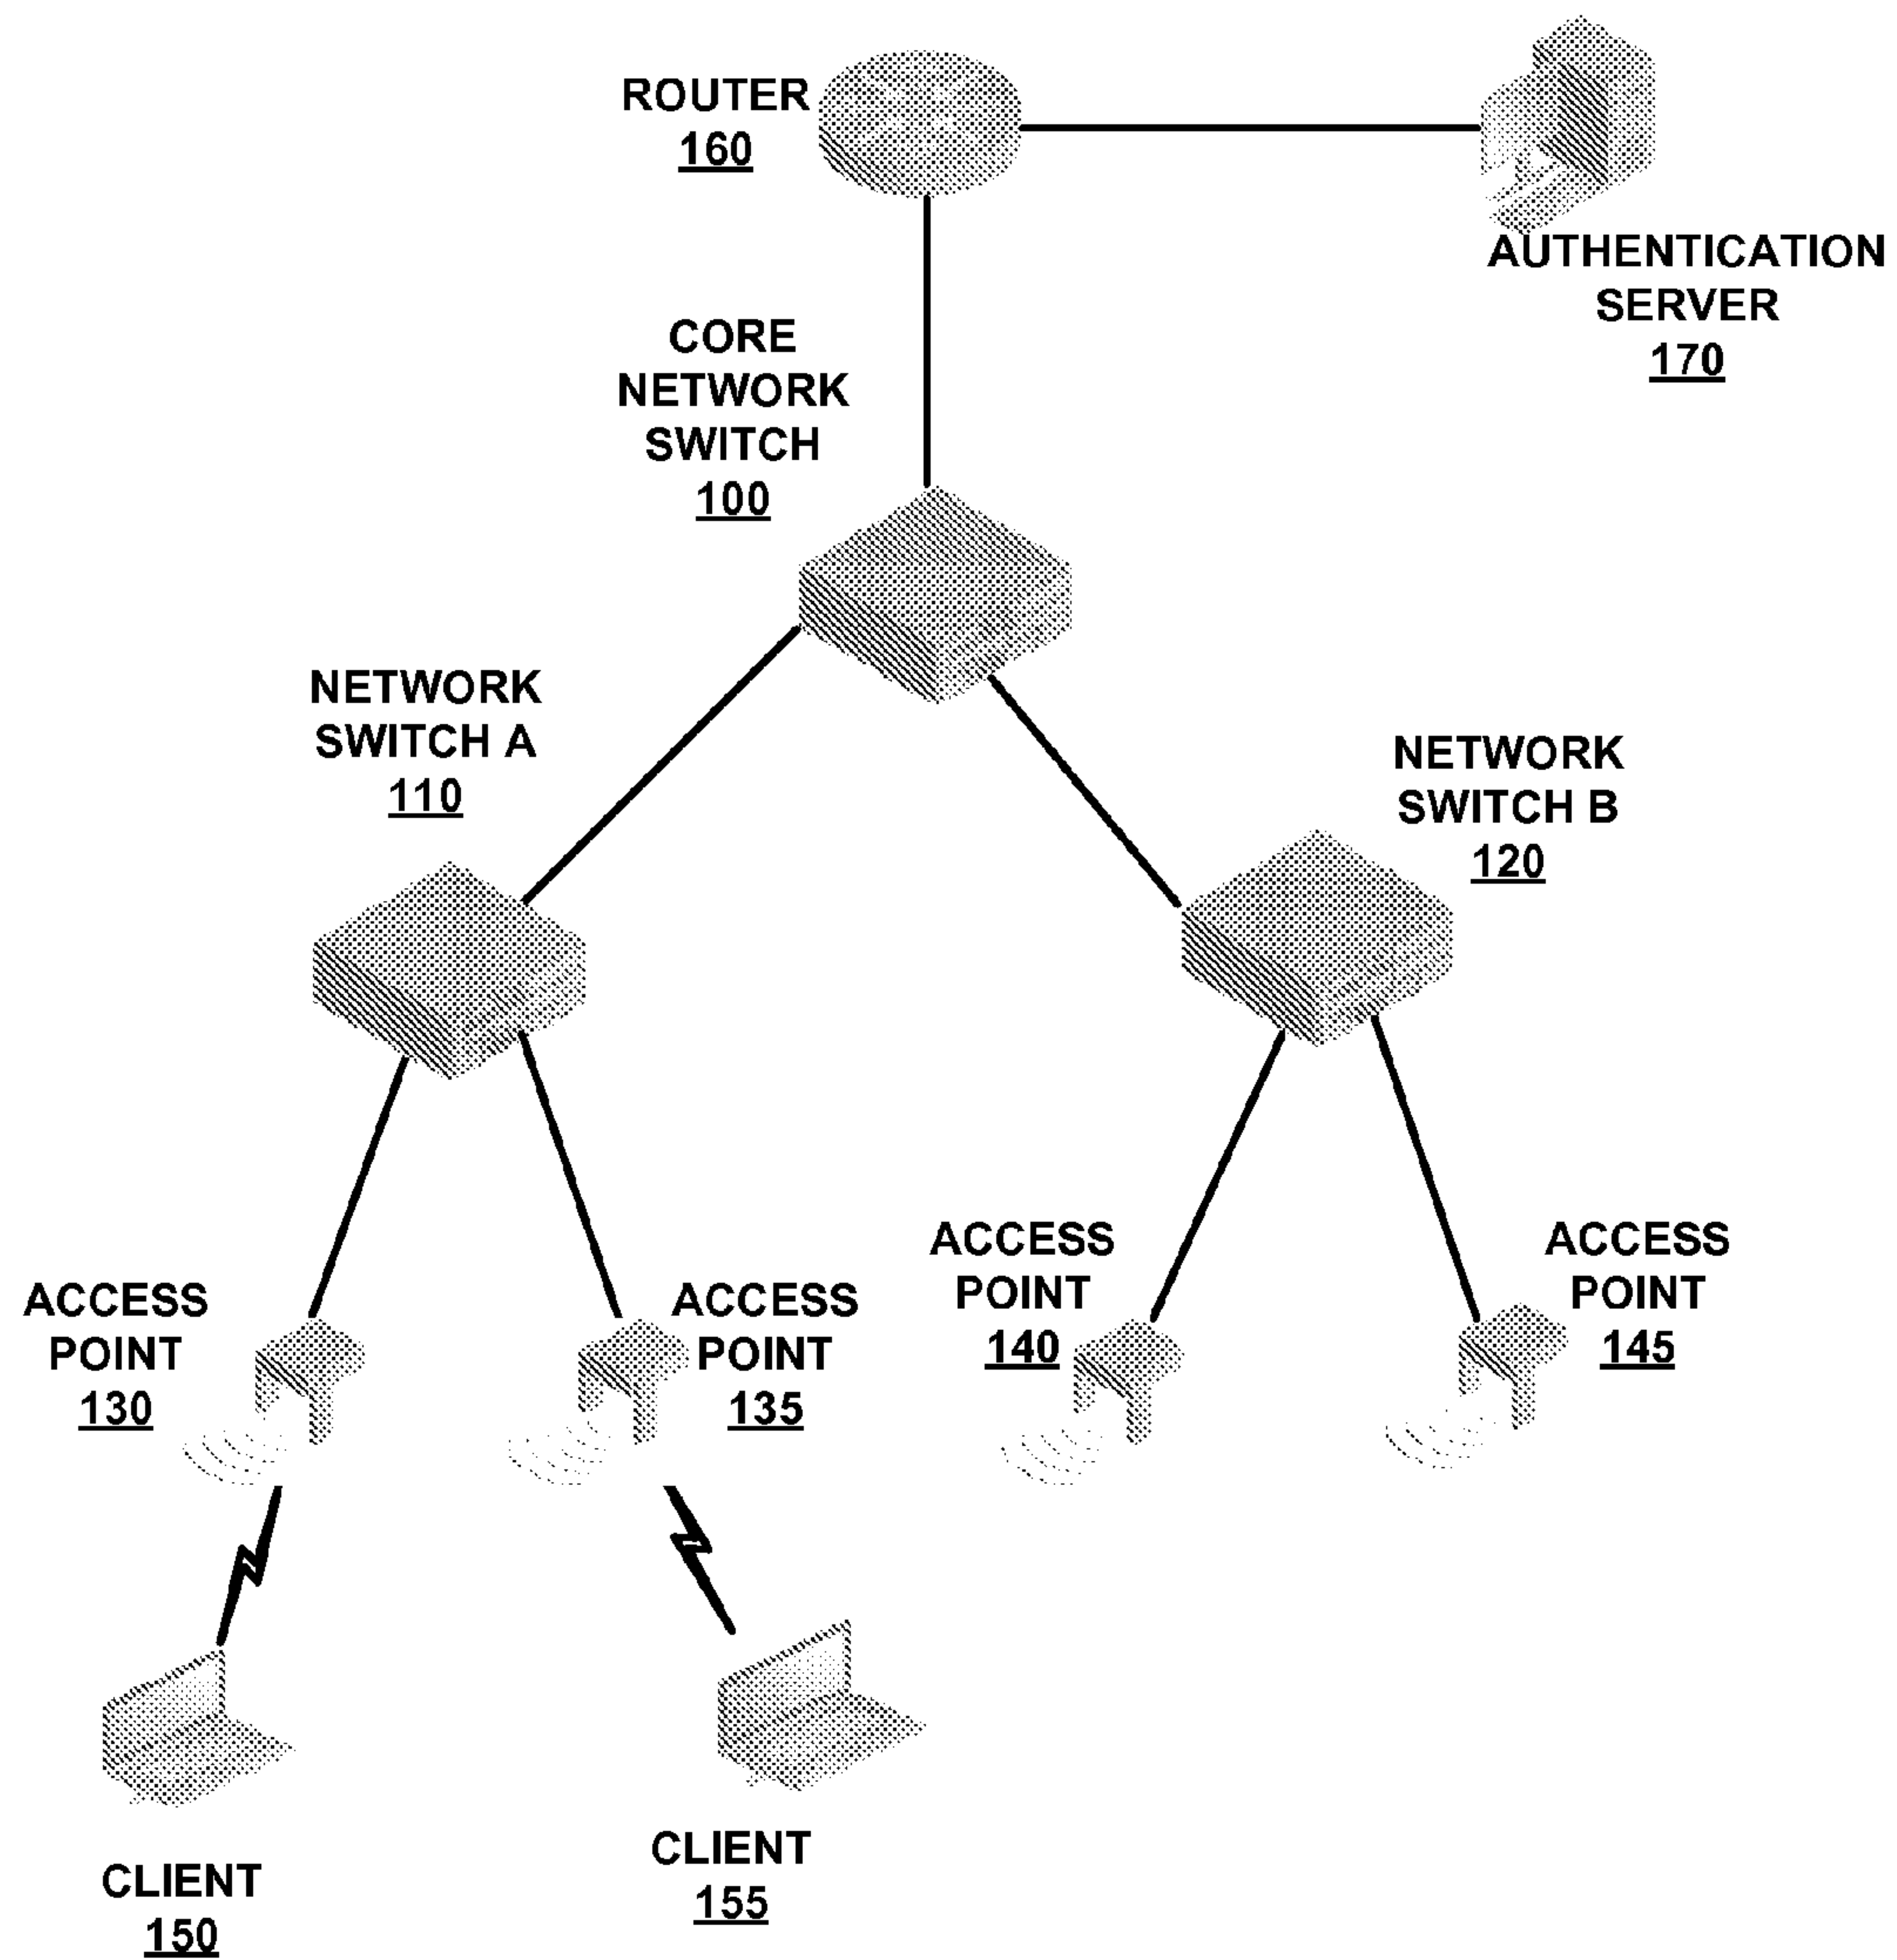 ROUTER
160
AUTHENTICATION
SERVER
170
CORE
NETWORK
SWITCH
100
NETWORK
SWITCH A
110
NETWORK
SWITCH B
120
ACCESS
POINT
130
ACCESS
POINT
135
ACCESS
POINT
140
ACCESS
POINT
145
CLIENT
150
CLIENT
155